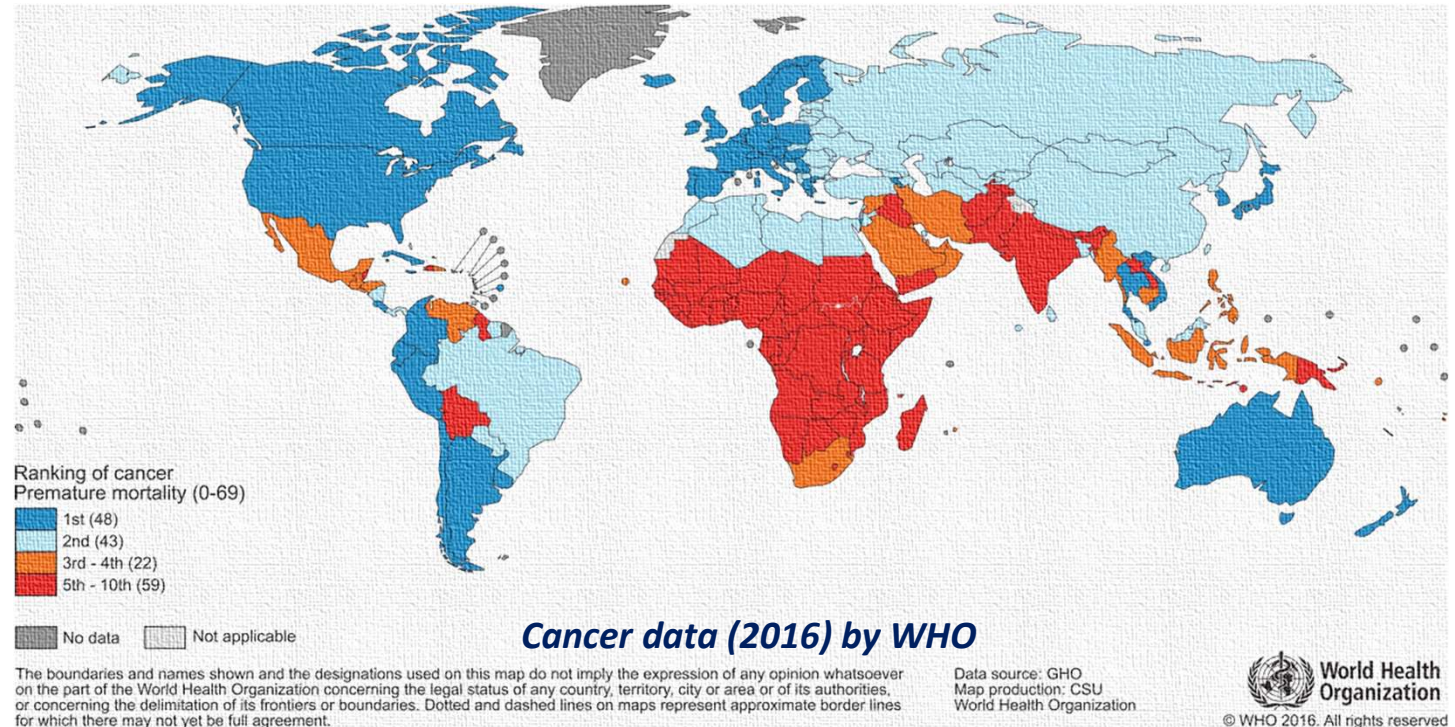 Ranking of cancer
Premature mortality (0-69)
1st (48)
2nd (43)
3rd - 4th (22)
5th - 10th (59)
No data
Not applicable
Cancer data (2016) by WHO
The boundaries and names shown and the designations used on this map do not imply the expression of any opinion whatsoever
on the part of the World Health Organization concerning the legal status of any country, territory, city or area or of its authorities,
or concerning the delimitation of its frontiers or boundaries. Dotted and dashed lines on maps represent approximate border lines
for which there may not yet be full agreement.
Data source: GHO
Map production: CSU
World Health Organization
World Health
Organization
© WHO 2016. All rights reserved